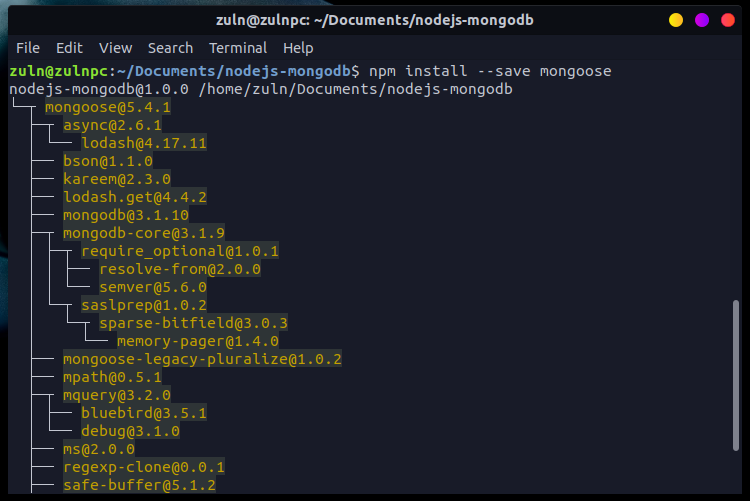 zuln@zulnpc: ~/Documents/nodejs-mongodb
File Edit View Search Terminal Help
zuln@zulnpc:~/Documents/nodejs-mongodb$ npm install --save mongoose
nodejs-mongodb@1.0.0 /home/zuln/Documents/nodejs-mongodb
└─┬ mongoose@5.4.1
  ├─┬ async@2.6.1
  │ └── lodash@4.17.11
  ├── bson@1.1.0
  ├── kareem@2.3.0
  ├── lodash.get@4.4.2
  ├── mongodb@3.1.10
  ├─┬ mongodb-core@3.1.9
  │ ├─┬ require_optional@1.0.1
  │ │ ├── resolve-from@2.0.0
  │ │ └── semver@5.6.0
  │ └─┬ saslprep@1.0.2
  │   └─┬ sparse-bitfield@3.0.3
  │     └── memory-pager@1.4.0
  ├── mongoose-legacy-pluralize@1.0.2
  ├── mpath@0.5.1
  ├─┬ mquery@3.2.0
  │ ├── bluebird@3.5.1
  │ └── debug@3.1.0
  ├── ms@2.0.0
  ├── regexp-clone@0.0.1
  ├── safe-buffer@5.1.2